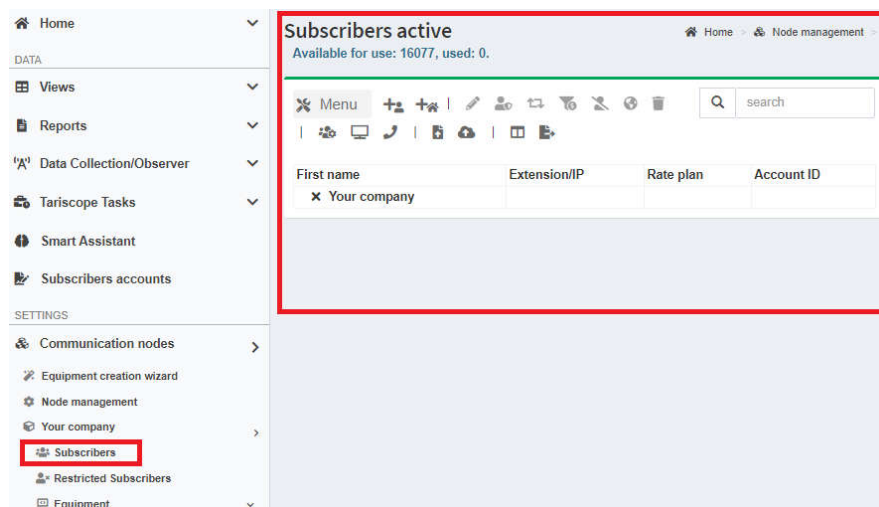 Home
DATA
Views
Reports
Data Collection/Observer
Tariscope Tasks
Smart Assistant
Subscribers accounts
SETTINGS
Communication nodes
Equipment creation wizard
Node management
Your company
Subscribers
Restricted Subscribers
Equipment
Subscribers active
Home > Node management >
Available for use: 16077, used: 0.
Menu
search
First name Extension/IP Rate plan Account ID
Your company